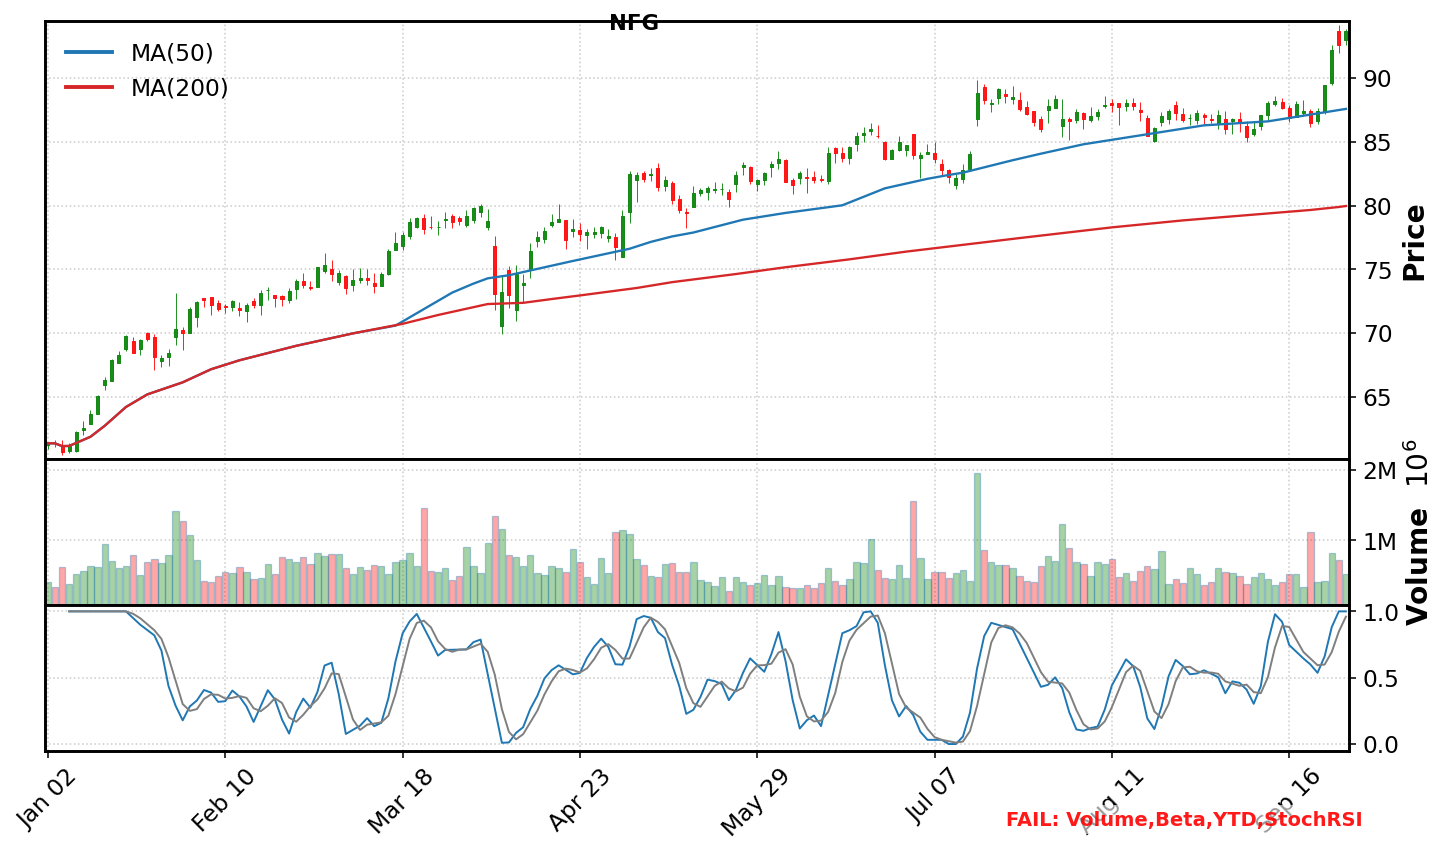 NFG
MA(50)
MA(200)
90
85
80
75
70
65
Price
2M
1M
Volume 10^6
1.0
0.5
0.0
Jan 02
Feb 10
Mar 18
Apr 23
May 29
Jul 07
Aug 11
Sep 16
FAIL: Volume,Beta,YTD,StochRSI